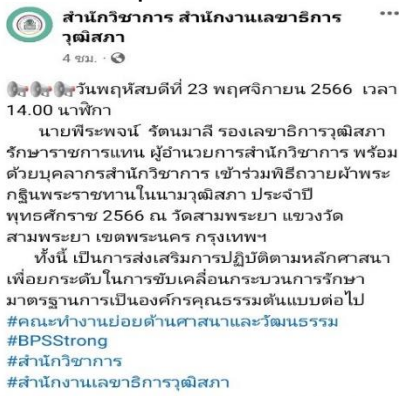 สำนักวิชาการ สำนักงานเลขาธิการ
วุฒิสภา
4 ชม. ·
วันพฤหัสบดีที่ 23 พฤศจิกายน 2566 เวลา
14.00 นาฬิกา
นายพีระพจน์ รัตนมาลี รองเลขาธิการวุฒิสภา
รักษาราชการแทน ผู้อำนวยการสำนักวิชาการ พร้อม
ด้วยบุคลากรสำนักวิชาการ เข้าร่วมพิธีถวายผ้าพระ
กฐินพระราชทานในนามวุฒิสภา ประจำปี
พุทธศักราช 2566 ณ วัดสามพระยา แขวงวัด
สามพระยา เขตพระนคร กรุงเทพฯ
ทั้งนี้ เป็นการส่งเสริมการปฏิบัติตามหลักศาสนา
เพื่อยกระดับในการขับเคลื่อนกระบวนการรักษา
มาตรฐานการเป็นองค์กรคุณธรรมต้นแบบต่อไป
#คณะทำงานย่อยด้านศาสนาและวัฒนธรรม
#BPSStrong
#สำนักวิชาการ
#สำนักงานเลขาธิการวุฒิสภา